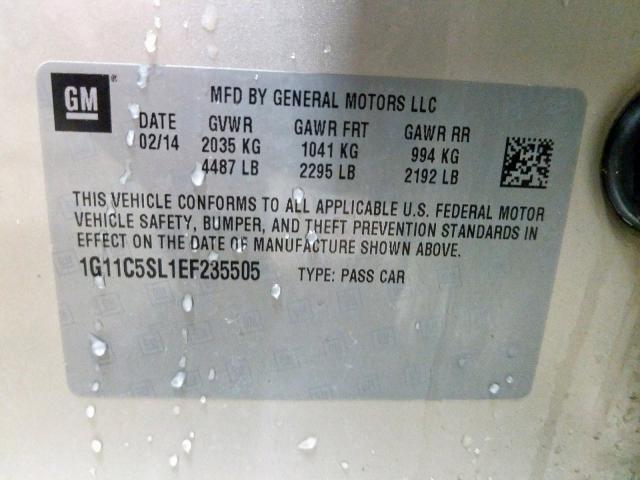 GM ®
MFD BY GENERAL MOTORS LLC
DATE GVWR GAWR FRT GAWR RR
02/14 2035 KG 1041 KG 994 KG
4487 LB 2295 LB 2192 LB
THIS VEHICLE CONFORMS TO ALL APPLICABLE U.S. FEDERAL MOTOR
VEHICLE SAFETY, BUMPER, AND THEFT PREVENTION STANDARDS IN
EFFECT ON THE DATE OF MANUFACTURE SHOWN ABOVE.
1G11C5SL1EF235505 TYPE: PASS CAR